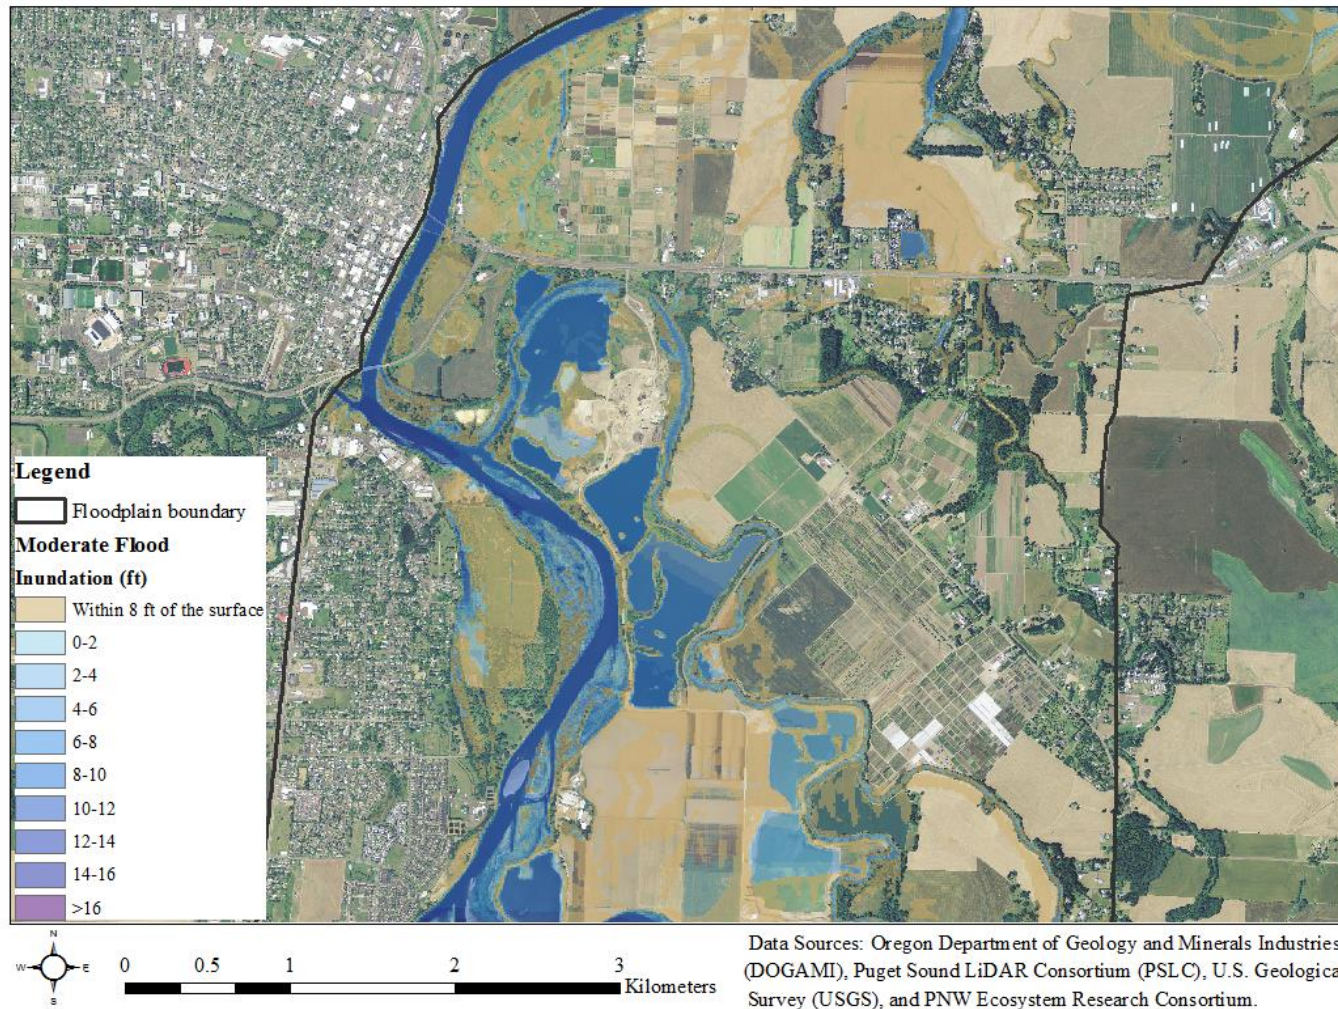 Legend
Floodplain boundary
Moderate Flood
Inundation (ft)
Within 8 ft of the surface
0-2
2-4
4-6
6-8
8-10
10-12
12-14
14-16
>16
N
W E
S
0 0.5 1 2 3
Kilometers
Data Sources: Oregon Department of Geology and Minerals Industries
(DOGAMI), Puget Sound LiDAR Consortium (PSLC), U.S. Geological
Survey (USGS), and PNW Ecosystem Research Consortium.